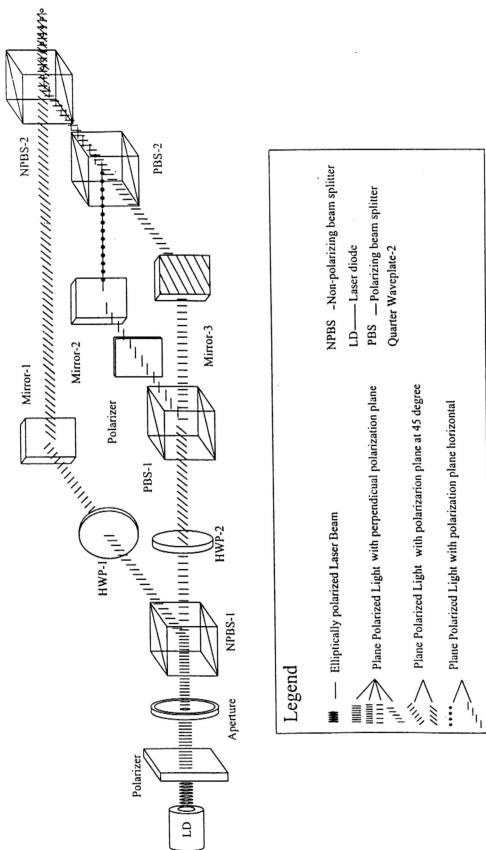 LD
Polarizer
Aperture
NPBS-1
HWP-1
HWP-2
PBS-1
Polarizer
Mirror-1
Mirror-2
Mirror-3
PBS-2
NPBS-2
Legend
Elliptically polarized Laser Beam
Plane Polarized Light with perpendicual polarization plane
Plane Polarized Light with polarizarion plane at 45 degree
Plane Polarized Light with polarization plane horizontal
NPBS -Non-polarizing beam splitter
LD — Laser diode
PBS — Polarizing beam splitter
Quarter Waveplate-2